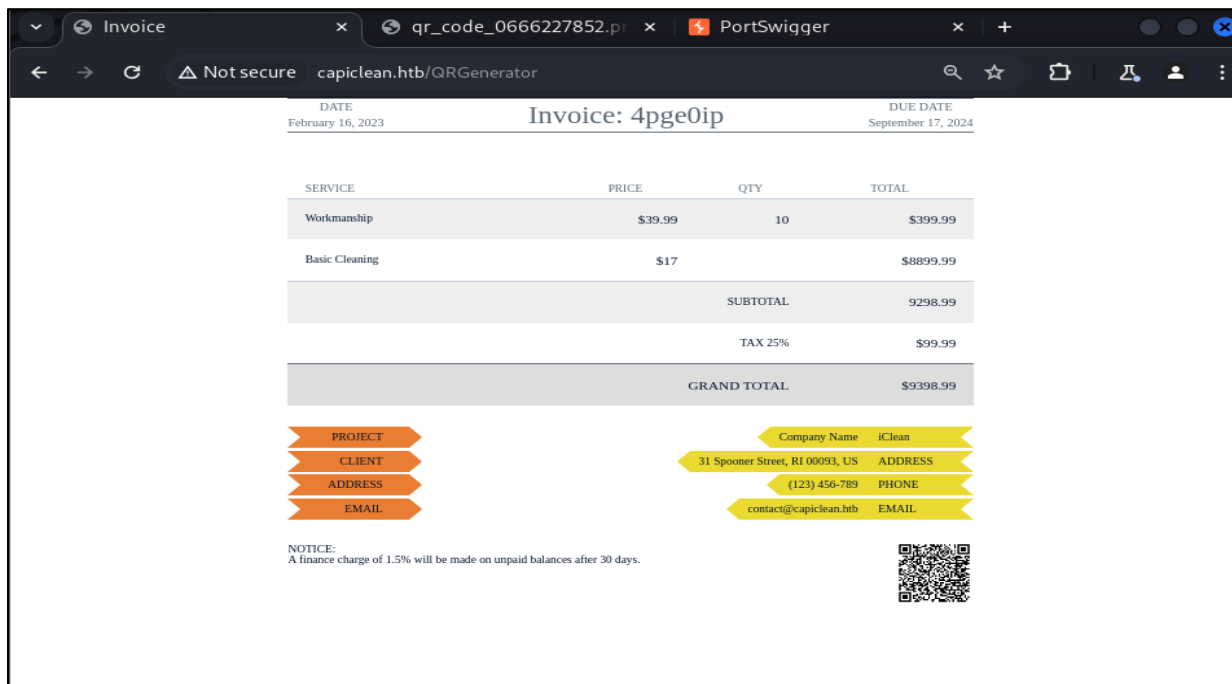 Invoice
qr_code_0666227852.pr
PortSwigger
Not secure capiclean.htb/QRGenerator
DATE
February 16, 2023
Invoice: 4pge0ip
DUE DATE
September 17, 2024
SERVICE PRICE QTY TOTAL
Workmanship $39.99 10 $399.99
Basic Cleaning $17 $8899.99
SUBTOTAL 9298.99
TAX 25% $99.99
GRAND TOTAL $9398.99
PROJECT
CLIENT
ADDRESS
EMAIL
Company Name iClean
31 Spooner Street, RI 00093, US ADDRESS
(123) 456-789 PHONE
contact@capiclean.htb EMAIL
NOTICE:
A finance charge of 1.5% will be made on unpaid balances after 30 days.